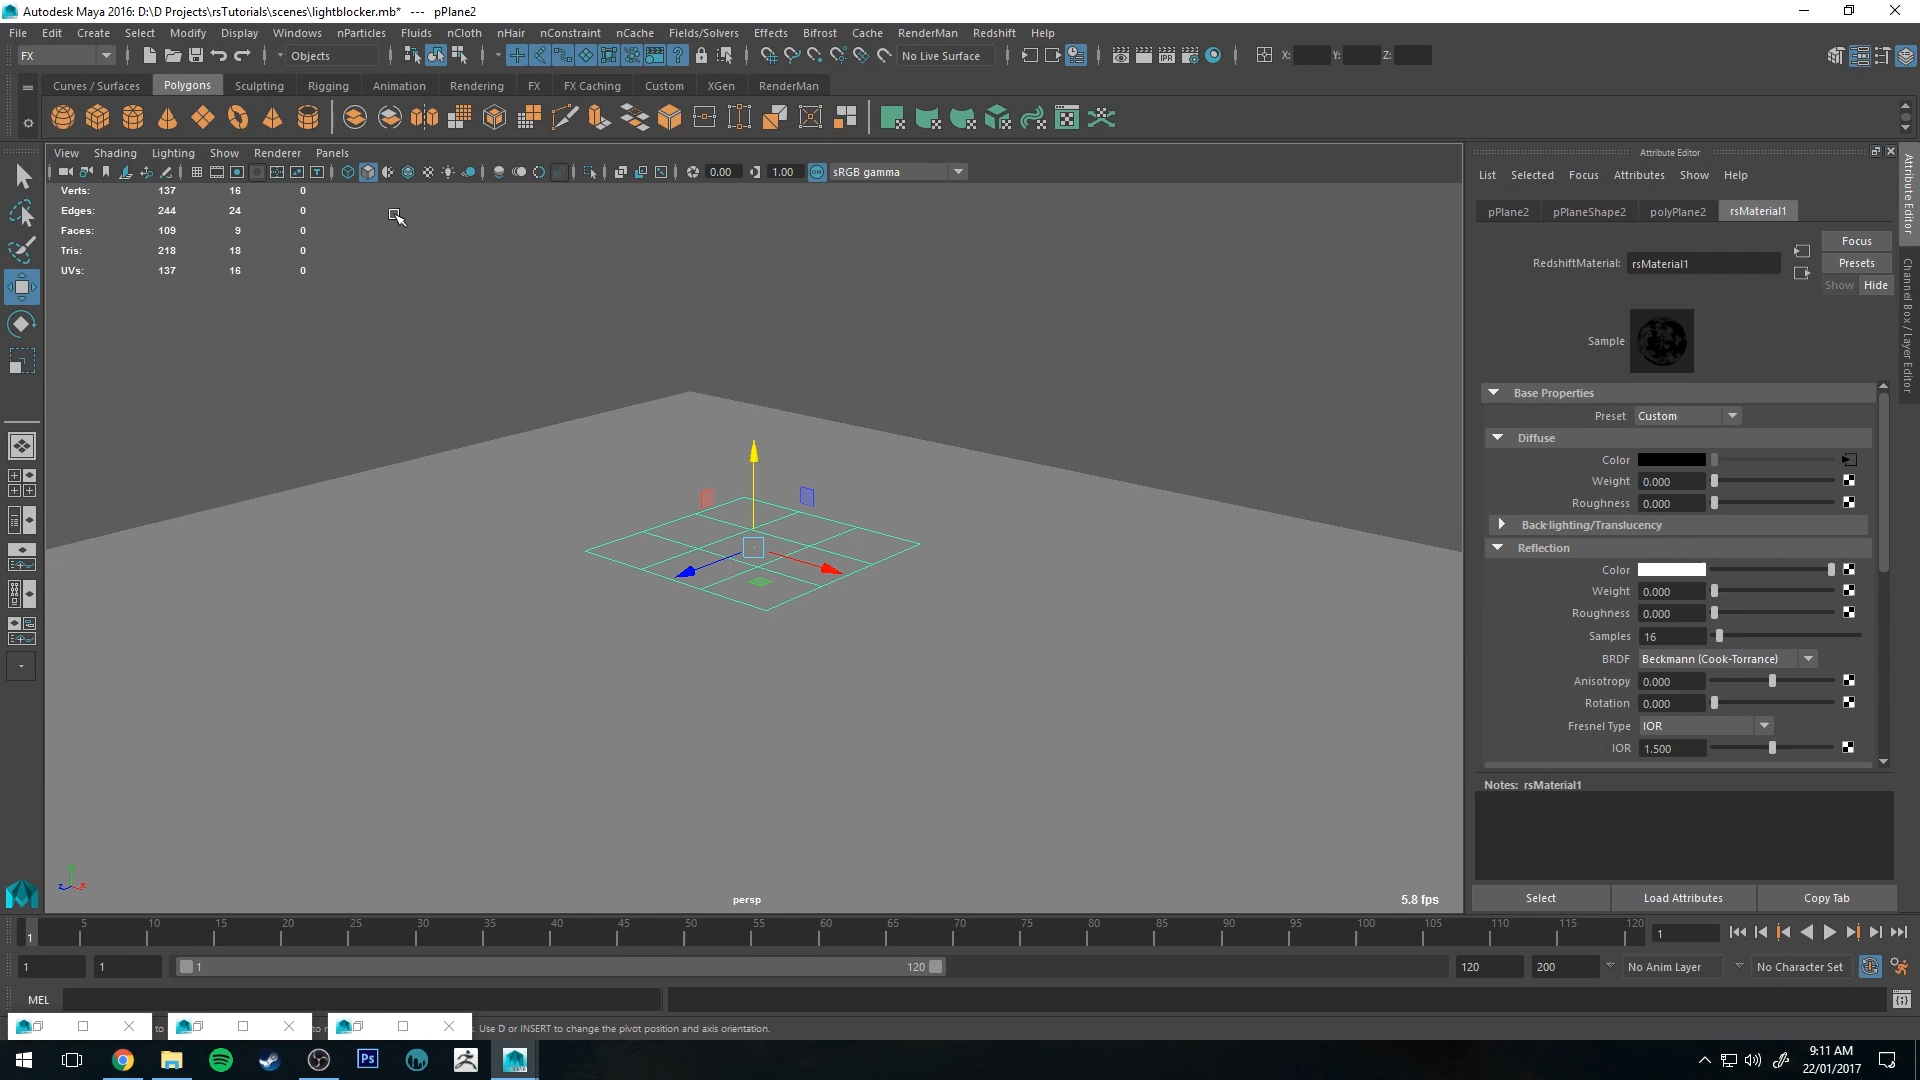 Autodesk Maya 2016: D:\D Projects\rsTutorials\scenes\lightblocker.mb*  ---  pPlane2
File Edit Create Select Modify Display Windows nParticles Fluids nCloth nHair nConstraint nCache Fields/Solvers Effects Bifrost Cache RenderMan Redshift Help
FX Objects No Live Surface X: Y: Z:
Curves / Surfaces Polygons Sculpting Rigging Animation Rendering FX FX Caching Custom XGen RenderMan
View Shading Lighting Show Renderer Panels
0.00 1.00 sRGB gamma
Verts: 137 16 0
Edges: 244 24 0
Faces: 109 9 0
Tris: 218 18 0
UVs: 137 16 0
persp
5.8 fps
Attribute Editor
List Selected Focus Attributes Show Help
pPlane2 pPlaneShape2 polyPlane2 rsMaterial1
Focus
RedshiftMaterial: rsMaterial1
Presets
Show Hide
Sample
Base Properties
Preset Custom
Diffuse
Color
Weight 0.000
Roughness 0.000
Back-lighting/Translucency
Reflection
Color
Weight 0.000
Roughness 0.000
Samples 16
BRDF Beckmann (Cook-Torrance)
Anisotropy 0.000
Rotation 0.000
Fresnel Type IOR
IOR 1.500
Notes: rsMaterial1
Select Load Attributes Copy Tab
Attribute Editor
Channel Box / Layer Editor
1 5 10 15 20 25 30 35 40 45 50 55 60 65 70 75 80 85 90 95 100 105 110 115 120 1
1 1 1 120 120 200 No Anim Layer No Character Set
MEL
Use D or INSERT to change the pivot position and axis orientation.
Ps
9:11 AM
22/01/2017